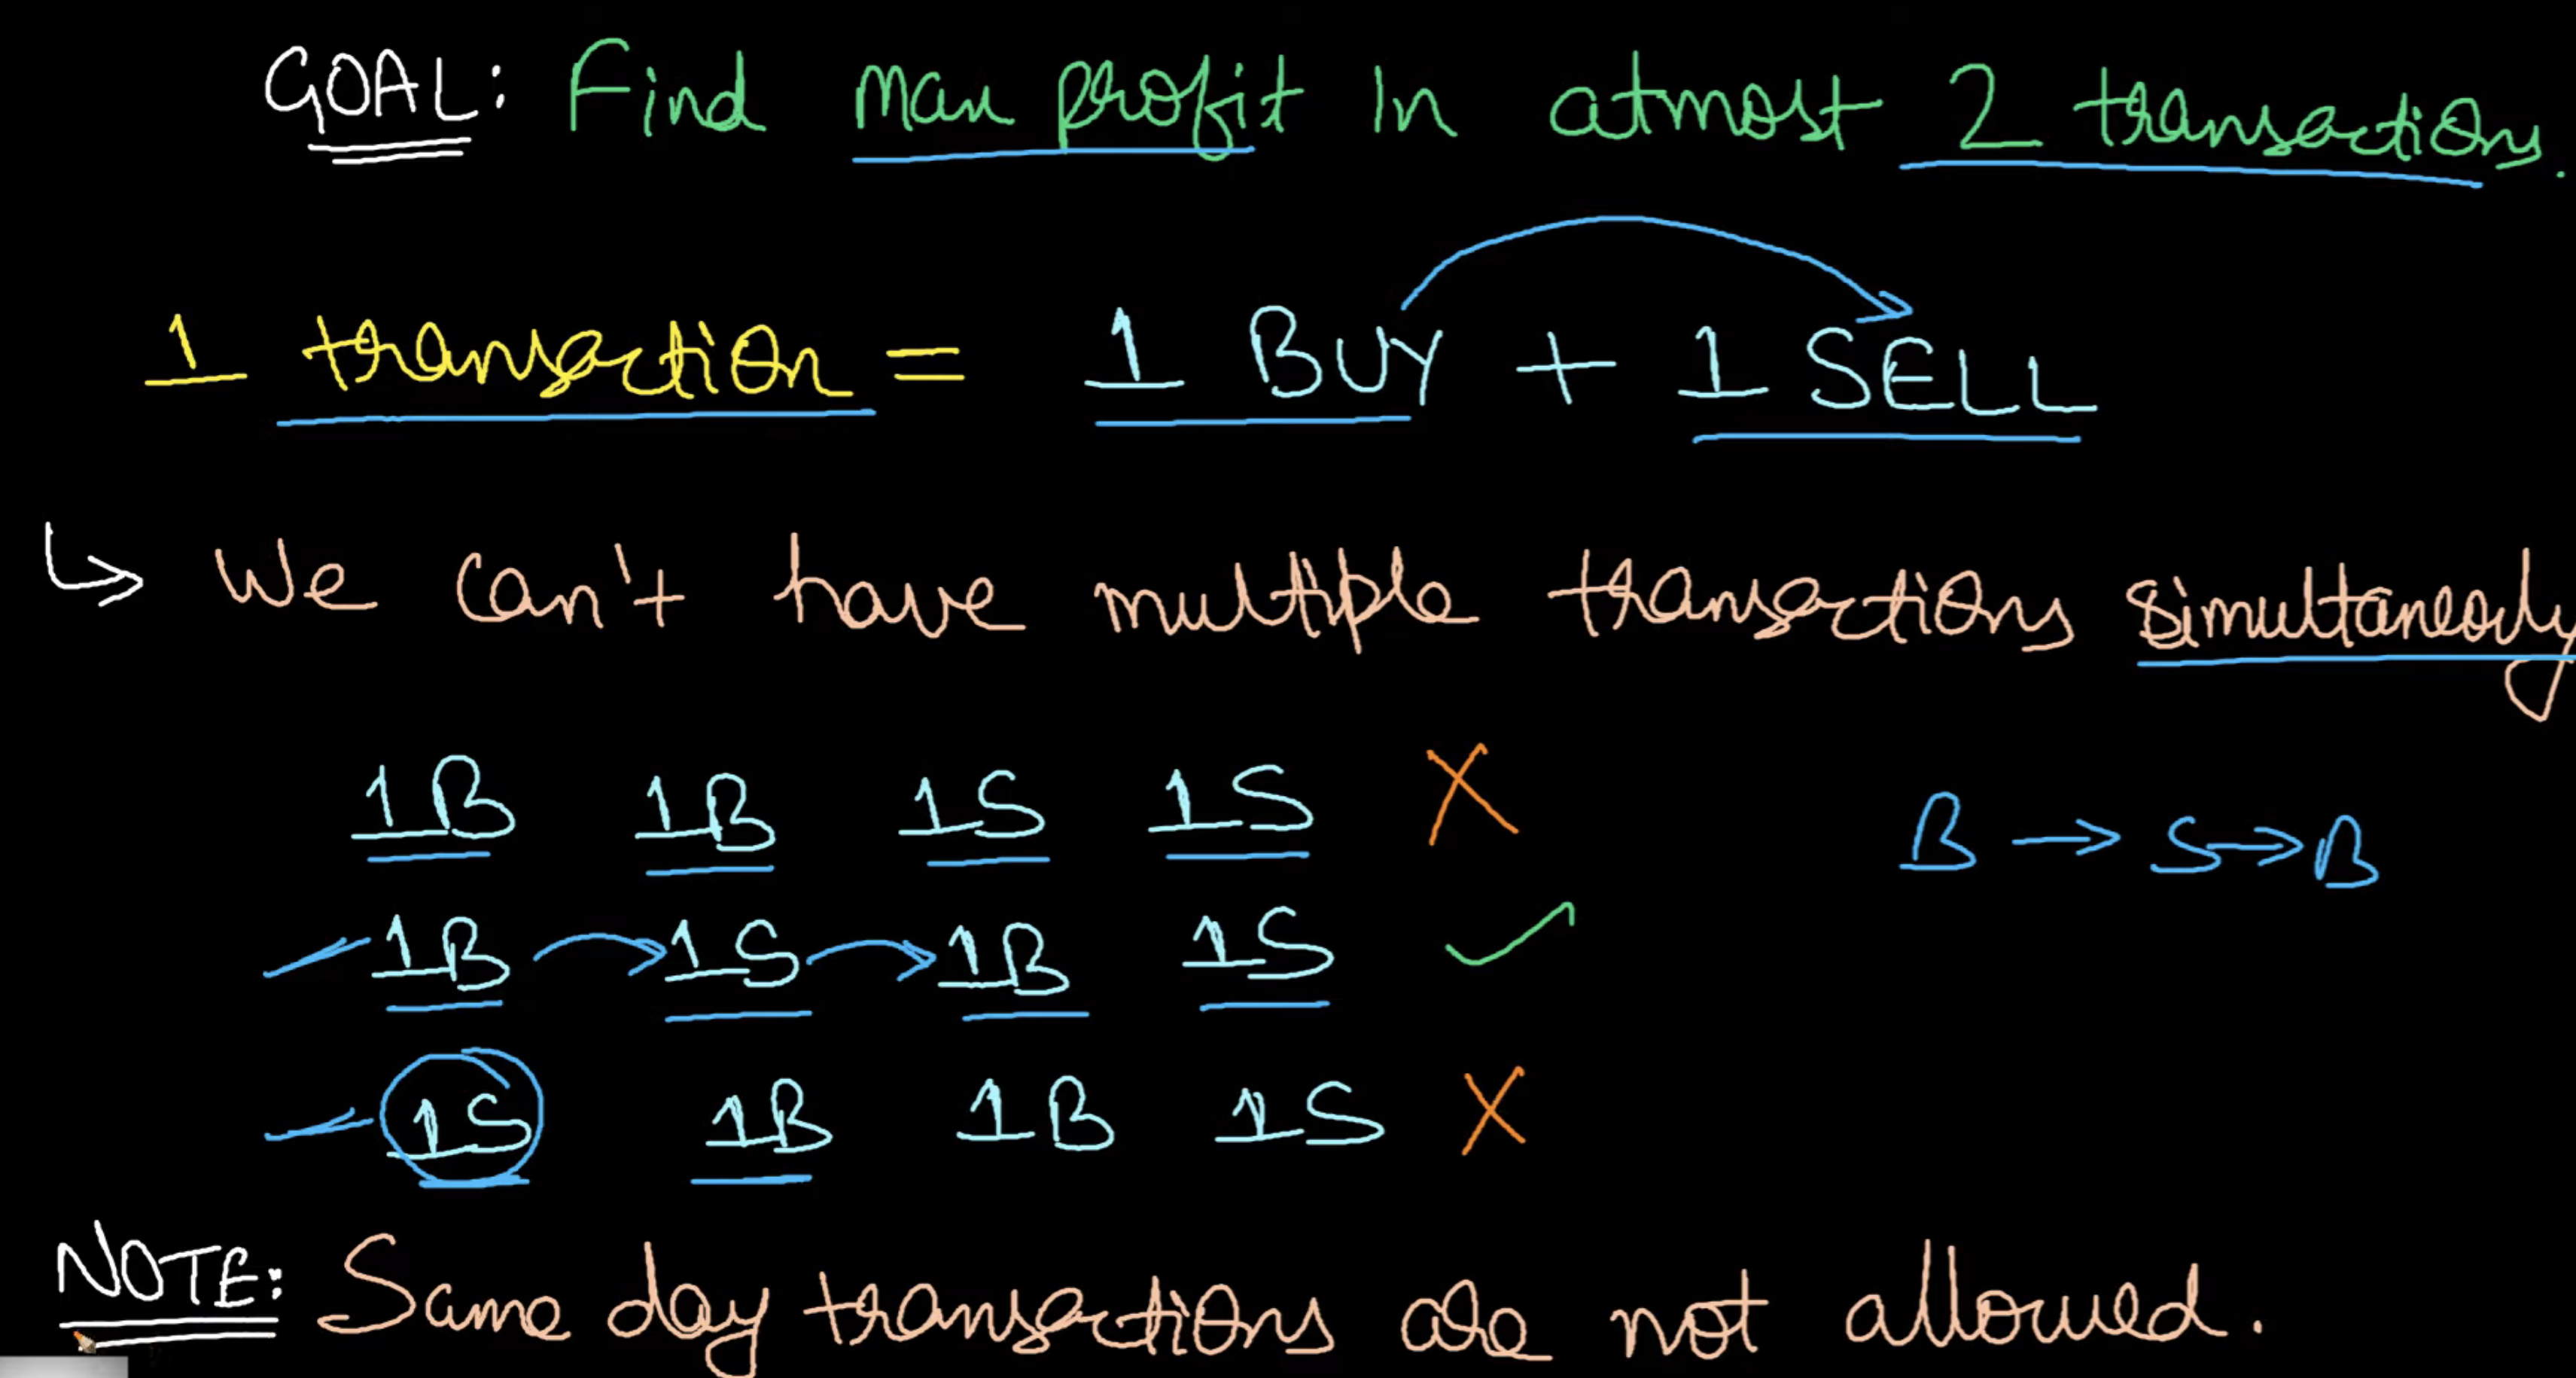 GOAL: Find max profit In atmost 2 transactions.
1 transaction = 1 BUY + 1 SELL
↳ We can't have multiple transactions simultaneously
1B 1B 1S 1S X
B → S → B
1B → 1S → 1B 1S ✓
1S 1B 1B 1S X
NOTE: Same day transactions are not allowed.